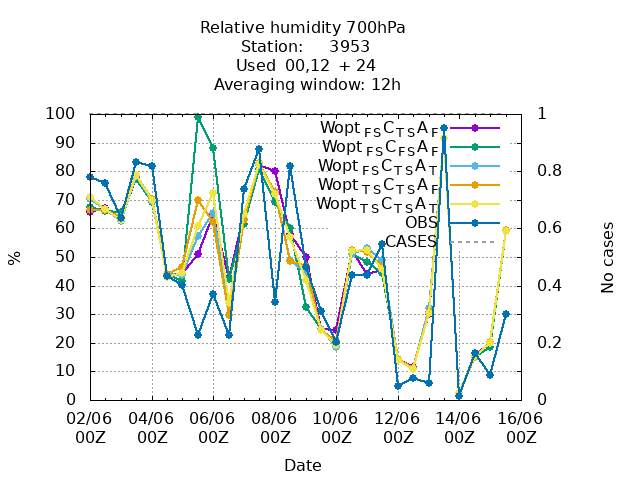 Relative humidity 700hPa
Station: 3953
Used 00,12 + 24
Averaging window: 12h
100 1
90
80 0.8
70
60 0.6
50
40 0.4
30
20 0.2
10
0 0
%
No cases
Wopt FS C TS A F
Wopt FS C FS A F
Wopt FS C TS A T
Wopt TS C TS A F
Wopt TS C TS A T
OBS
CASES
02/06 04/06 06/06 08/06 10/06 12/06 14/06 16/06
00Z 00Z 00Z 00Z 00Z 00Z 00Z 00Z
Date